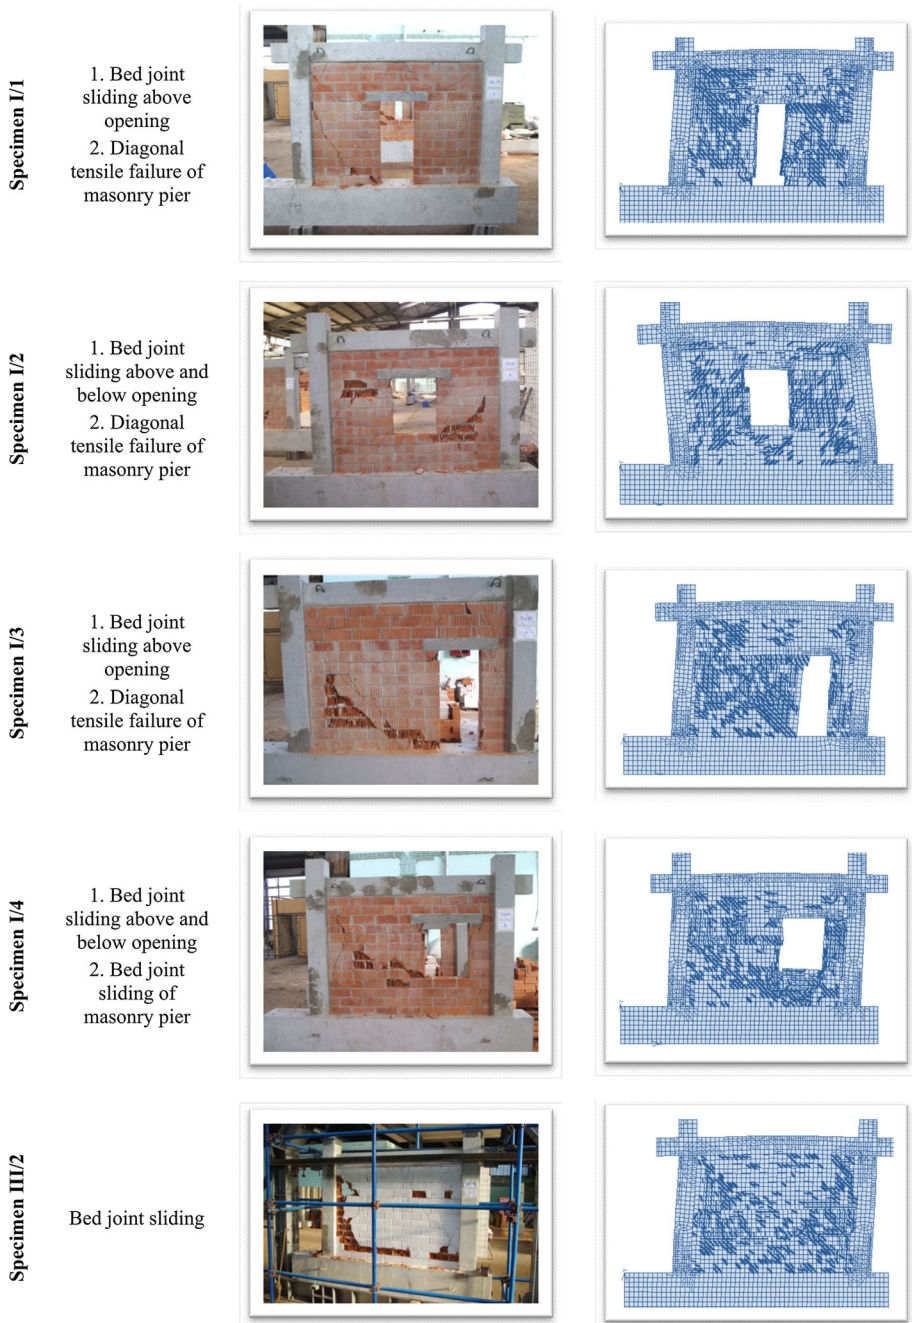 Specimen I/1
1. Bed joint
sliding above
opening
2. Diagonal
tensile failure of
masonry pier
Specimen I/2
1. Bed joint
sliding above and
below opening
2. Diagonal
tensile failure of
masonry pier
Specimen I/3
1. Bed joint
sliding above
opening
2. Diagonal
tensile failure of
masonry pier
Specimen I/4
1. Bed joint
sliding above and
below opening
2. Bed joint
sliding of
masonry pier
Specimen III/2
Bed joint sliding